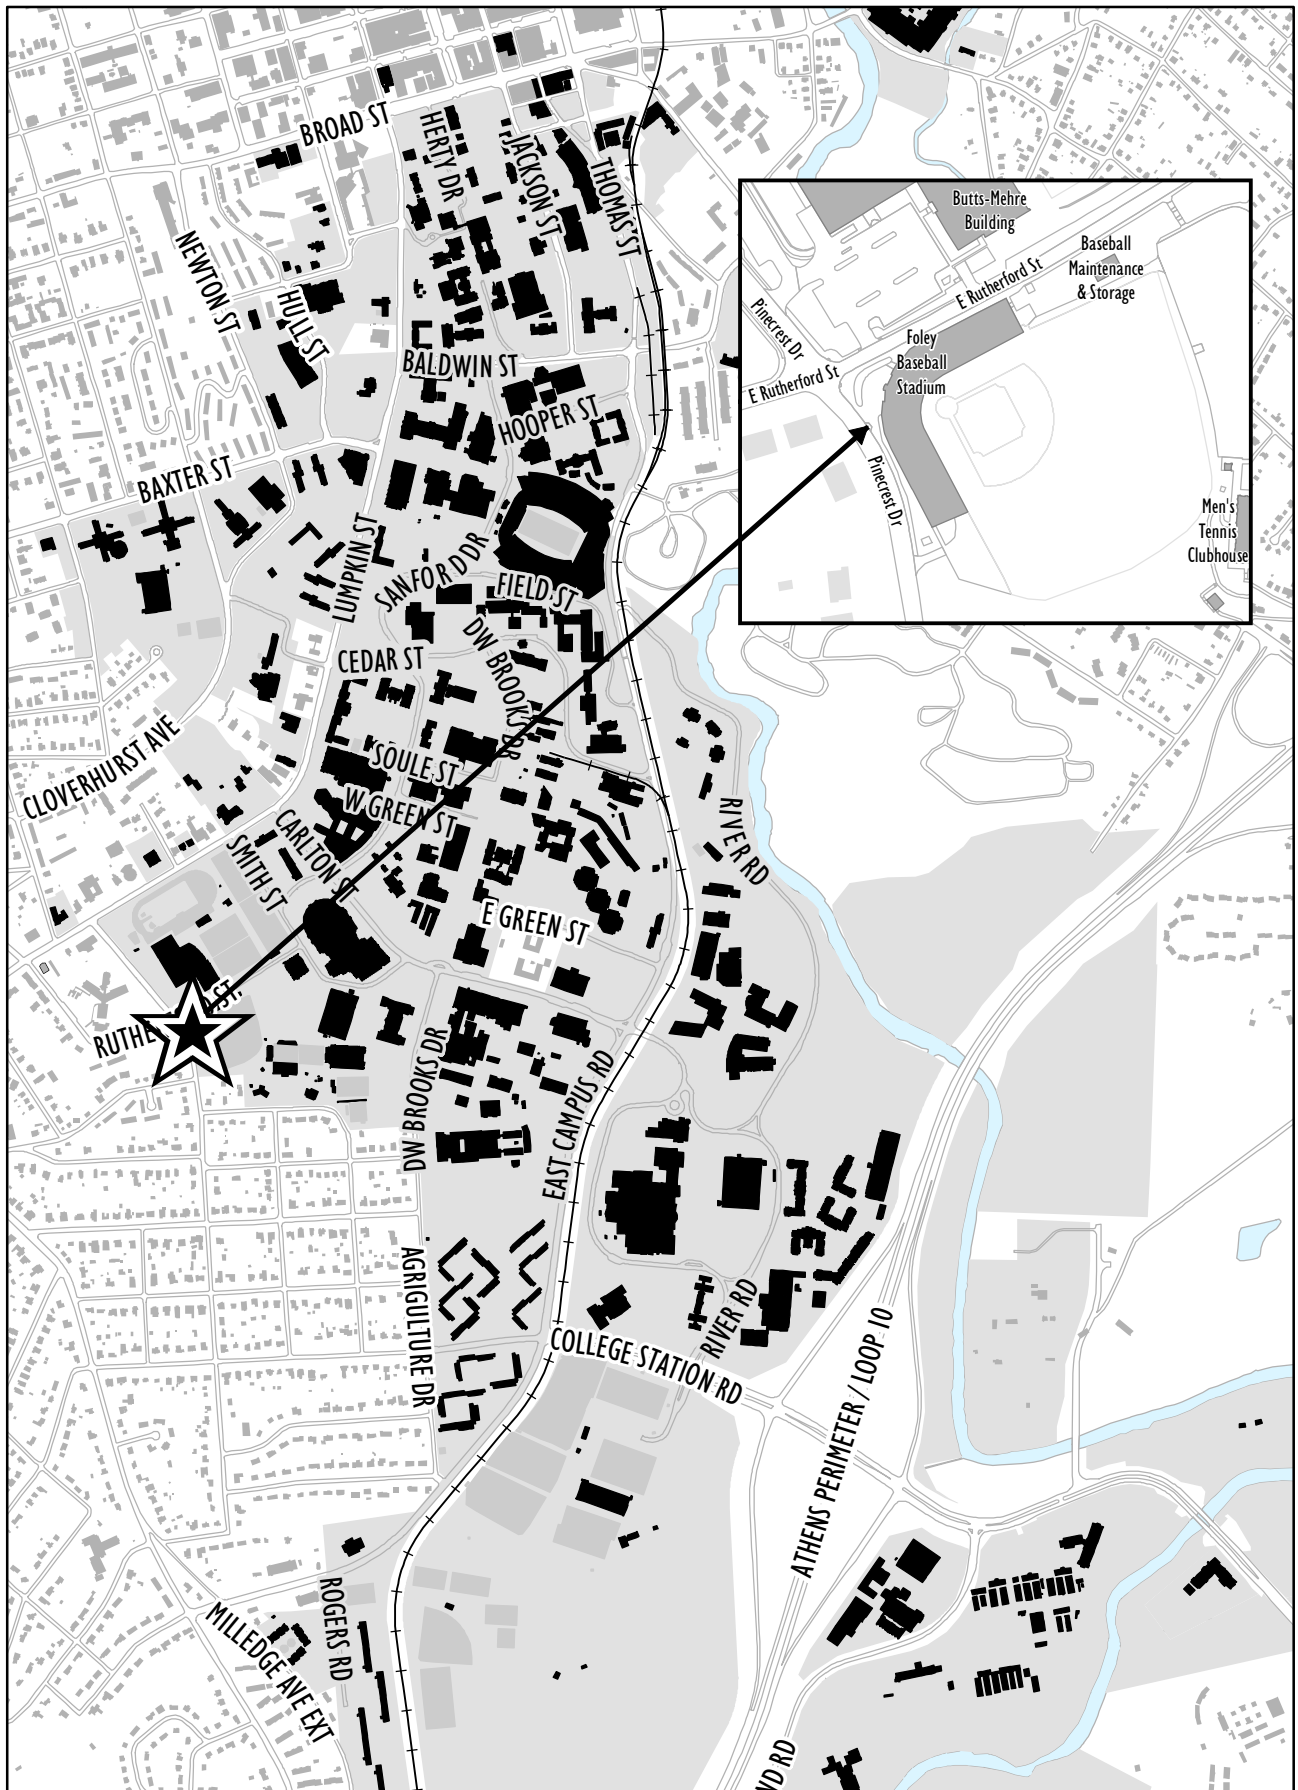 BROAD ST
HERTY DR
JACKSON ST
THOMAS ST
NEWTON ST
HULL ST
BALDWIN ST
HOOPER ST
BAXTER ST
LUMPKIN ST
SANFORD DR
FIELD ST
CEDAR ST
DW BROOKS DR
CLOVERHURST AVE
SOULE ST
W GREEN ST
CARLTON ST
SMITH ST
RIVER RD
E GREEN ST
DW BROOKS DR
EAST CAMPUS RD
AGRICULTURE DR
RIVER RD
COLLEGE STATION RD
ATHENS PERIMETER / LOOP 10
ROGERS RD
MILLEDGE AVE EXT
Butts-Mehre
Building
Baseball
Maintenance
& Storage
E Rutherford St
Pinecrest Dr
Foley
Baseball
Stadium
E Rutherford St
Pinecrest Dr
Men's
Tennis
Clubhouse